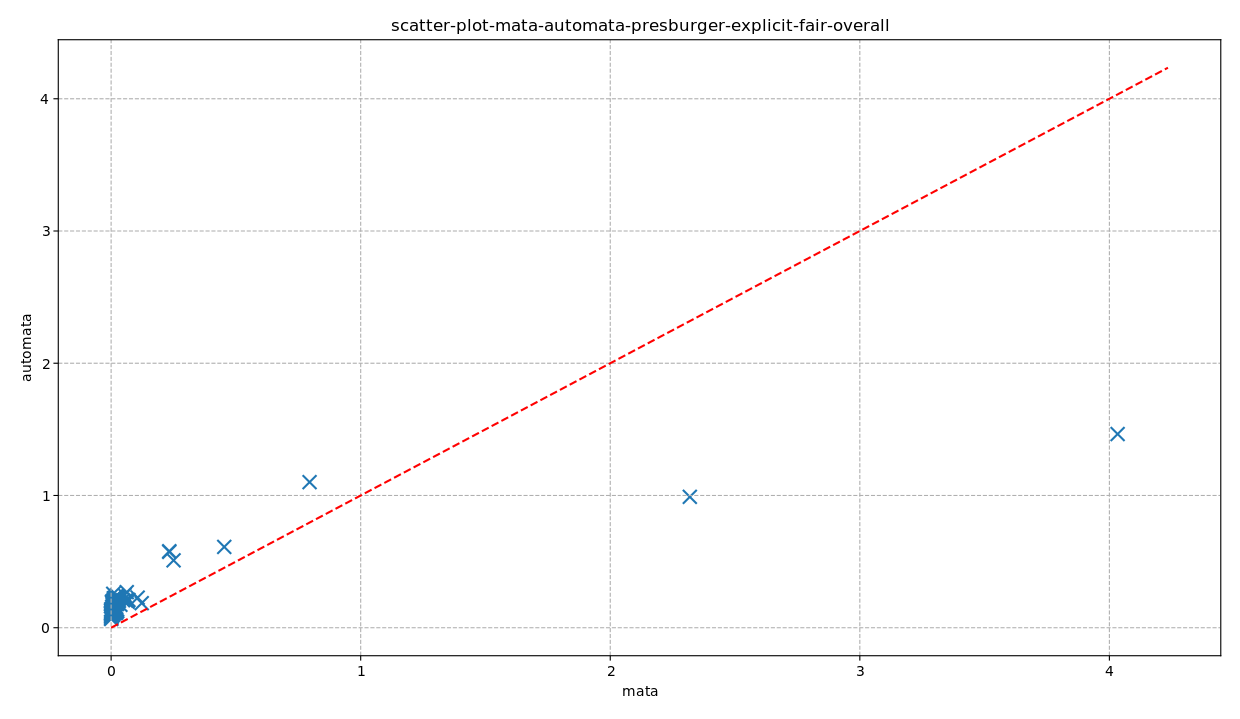 scatter-plot-mata-automata-presburger-explicit-fair-overall
4
3
2
1
0
automata
0 1 2 3 4
mata